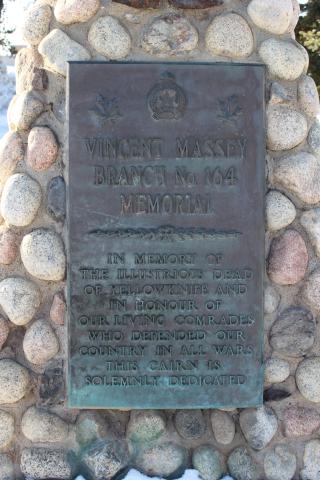 VINCENT MASSEY
BRANCH No. 164
MEMORIAL
IN MEMORY OF
THE ILLUSTRIOUS DEAD
OF YELLOWKNIFE AND
IN HONOUR OF
OUR LIVING COMRADES
WHO DEFENDED OUR
COUNTRY IN ALL WARS
THIS CAIRN IS
SOLEMNLY DEDICATED